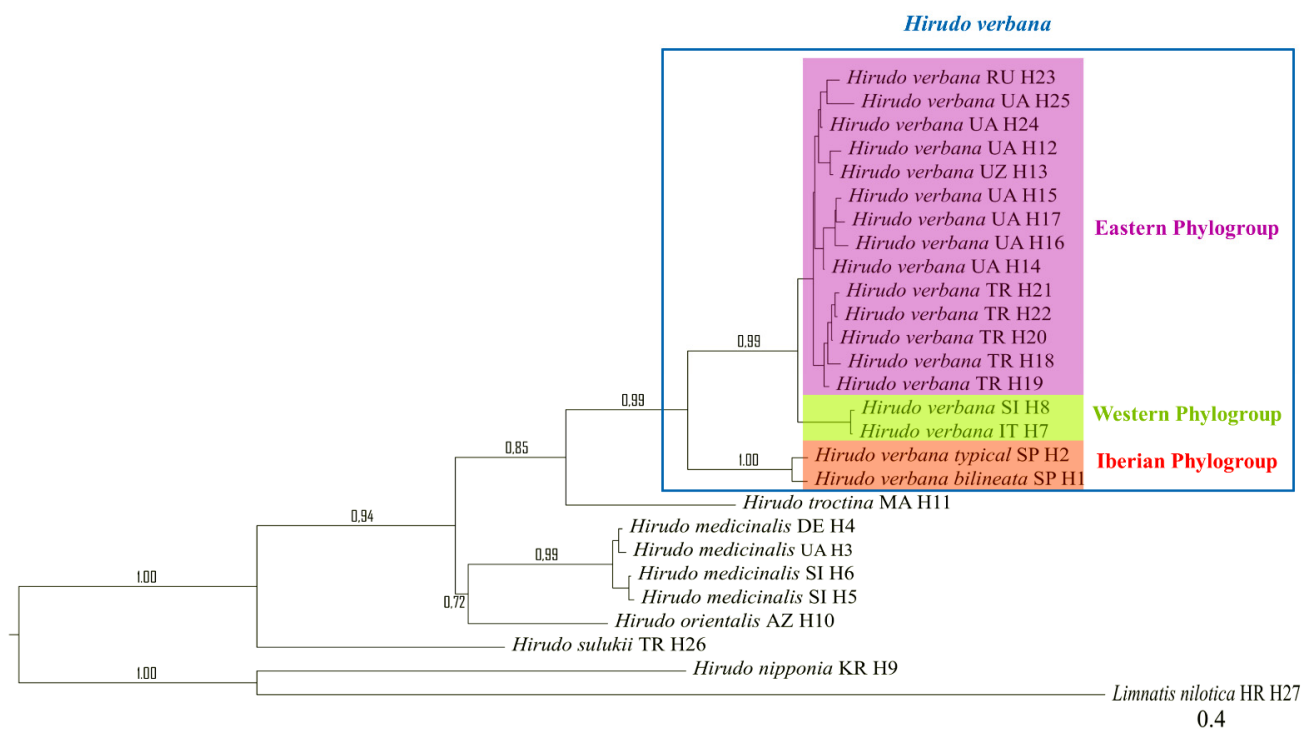 Hirudo verbana
Hirudo verbana RU H23
Hirudo verbana UA H25
Hirudo verbana UA H24
Hirudo verbana UA H12
Hirudo verbana UZ H13
Hirudo verbana UA H15
Hirudo verbana UA H17
Eastern Phylogroup
Hirudo verbana UA H16
Hirudo verbana UA H14
Hirudo verbana TR H21
Hirudo verbana TR H22
Hirudo verbana TR H20
0,99
Hirudo verbana TR H18
Hirudo verbana TR H19
0,99
Hirudo verbana SI H8
Western Phylogroup
Hirudo verbana IT H7
0,85
Hirudo verbana typical SP H2
1.00
Iberian Phylogroup
Hirudo verbana bilineata SP H1
Hirudo troctina MA H11
0,94
Hirudo medicinalis DE H4
Hirudo medicinalis UA H3
0,99
Hirudo medicinalis SI H6
1.00
Hirudo medicinalis SI H5
0,72
Hirudo orientalis AZ H10
Hirudo sulukii TR H26
1.00
Hirudo nipponia KR H9
Limnatis nilotica HR H27
0.4